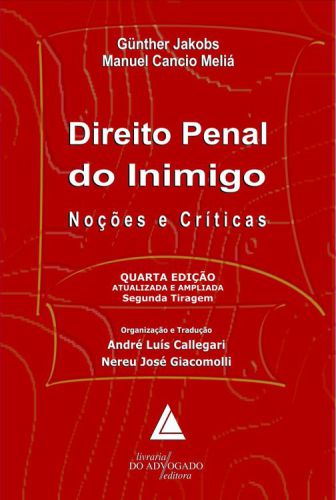 Günther Jakobs
Manuel Cancio Meliá
Direito Penal
do Inimigo
Noções e Críticas
QUARTA EDIÇÃO
ATUALIZADA E AMPLIADA
Segunda Tiragem
Organização e Tradução
André Luís Callegari
Nereu José Giacomolli
livraria
DO ADVOGADO
editora